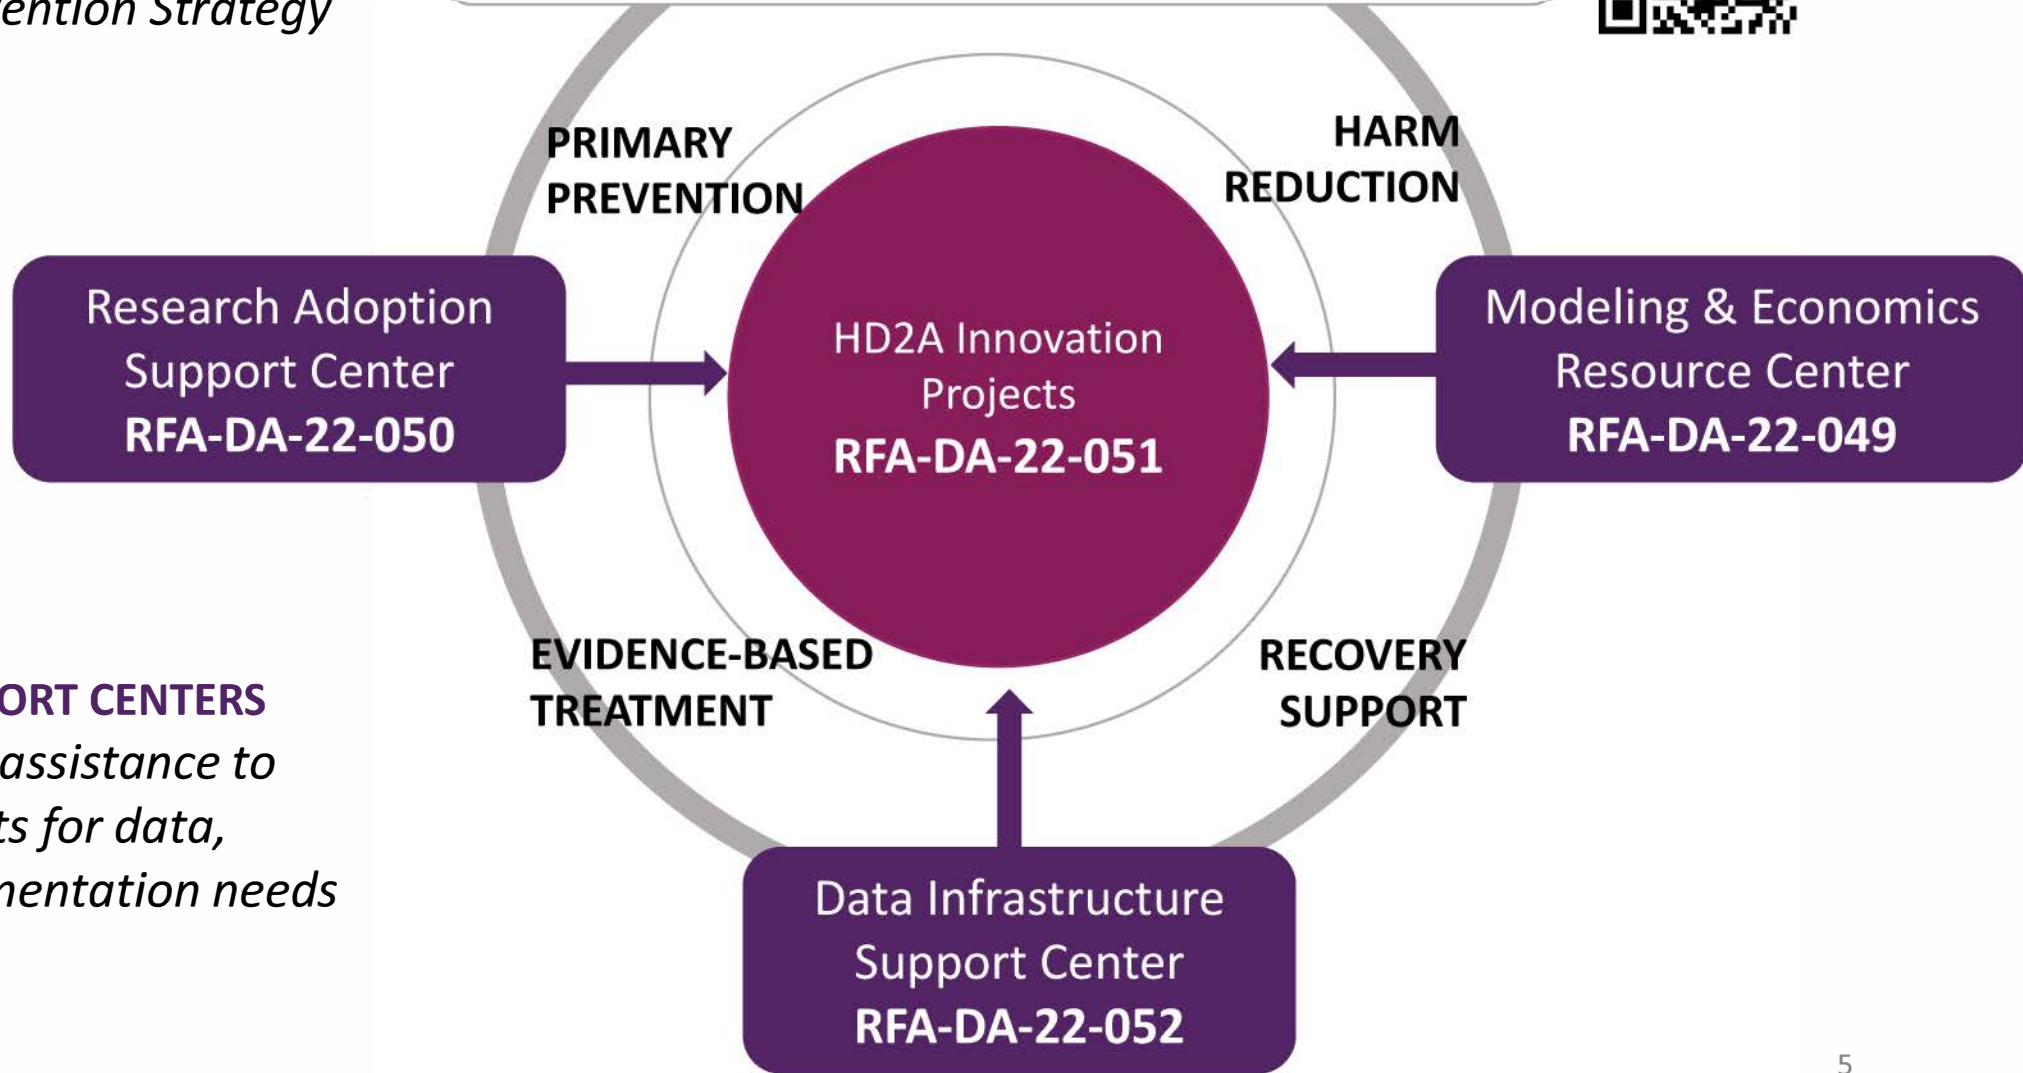 vention Strategy
PRIMARY
PREVENTION
HARM
REDUCTION
Research Adoption
Support Center
RFA-DA-22-050
HD2A Innovation
Projects
RFA-DA-22-051
Modeling & Economics
Resource Center
RFA-DA-22-049
EVIDENCE-BASED
TREATMENT
RECOVERY
SUPPORT
ORT CENTERS
assistance to
ts for data,
mentation needs
Data Infrastructure
Support Center
RFA-DA-22-052
5